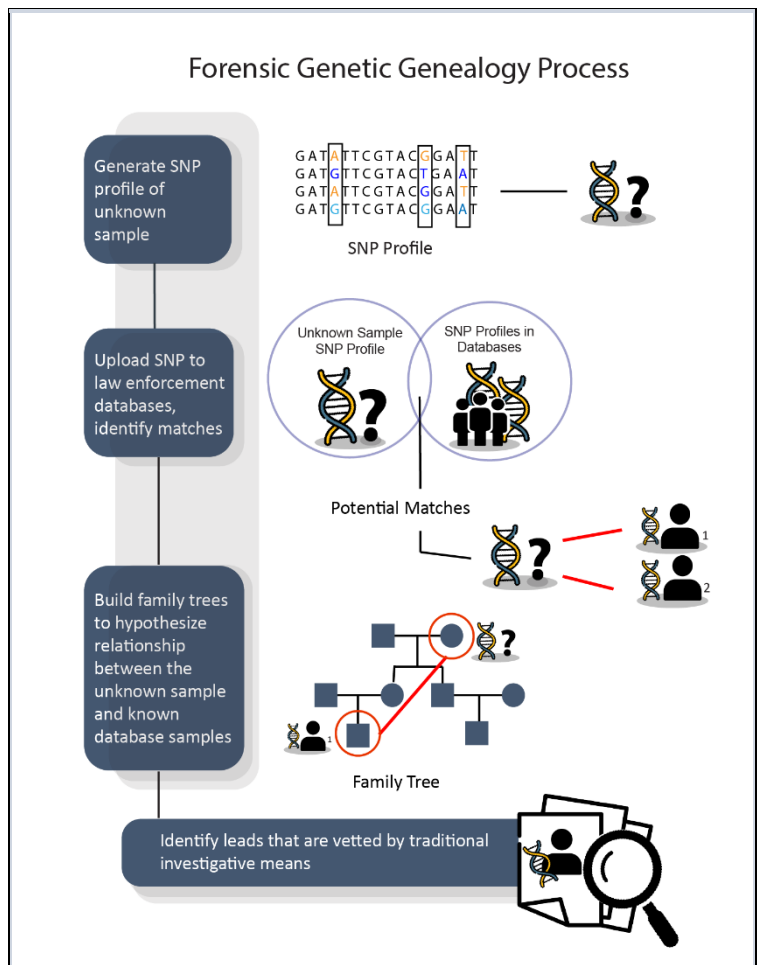 Forensic Genetic Genealogy Process
Generate SNP
profile of
unknown
sample
GATATTCGTACGGATT
GATGTTCGTACTGAAT
GATATTCGTACGGATT
GATGTTCGTACGGAAT
?
SNP Profile
Upload SNP to
law enforcement
databases,
identify matches
Unknown Sample
SNP Profile
?
SNP Profiles in
Databases
Potential Matches
?
1
2
Build family trees
to hypothesize
relationship
between the
unknown sample
and known
database samples
?
1
Family Tree
Identify leads that are vetted by traditional
investigative means